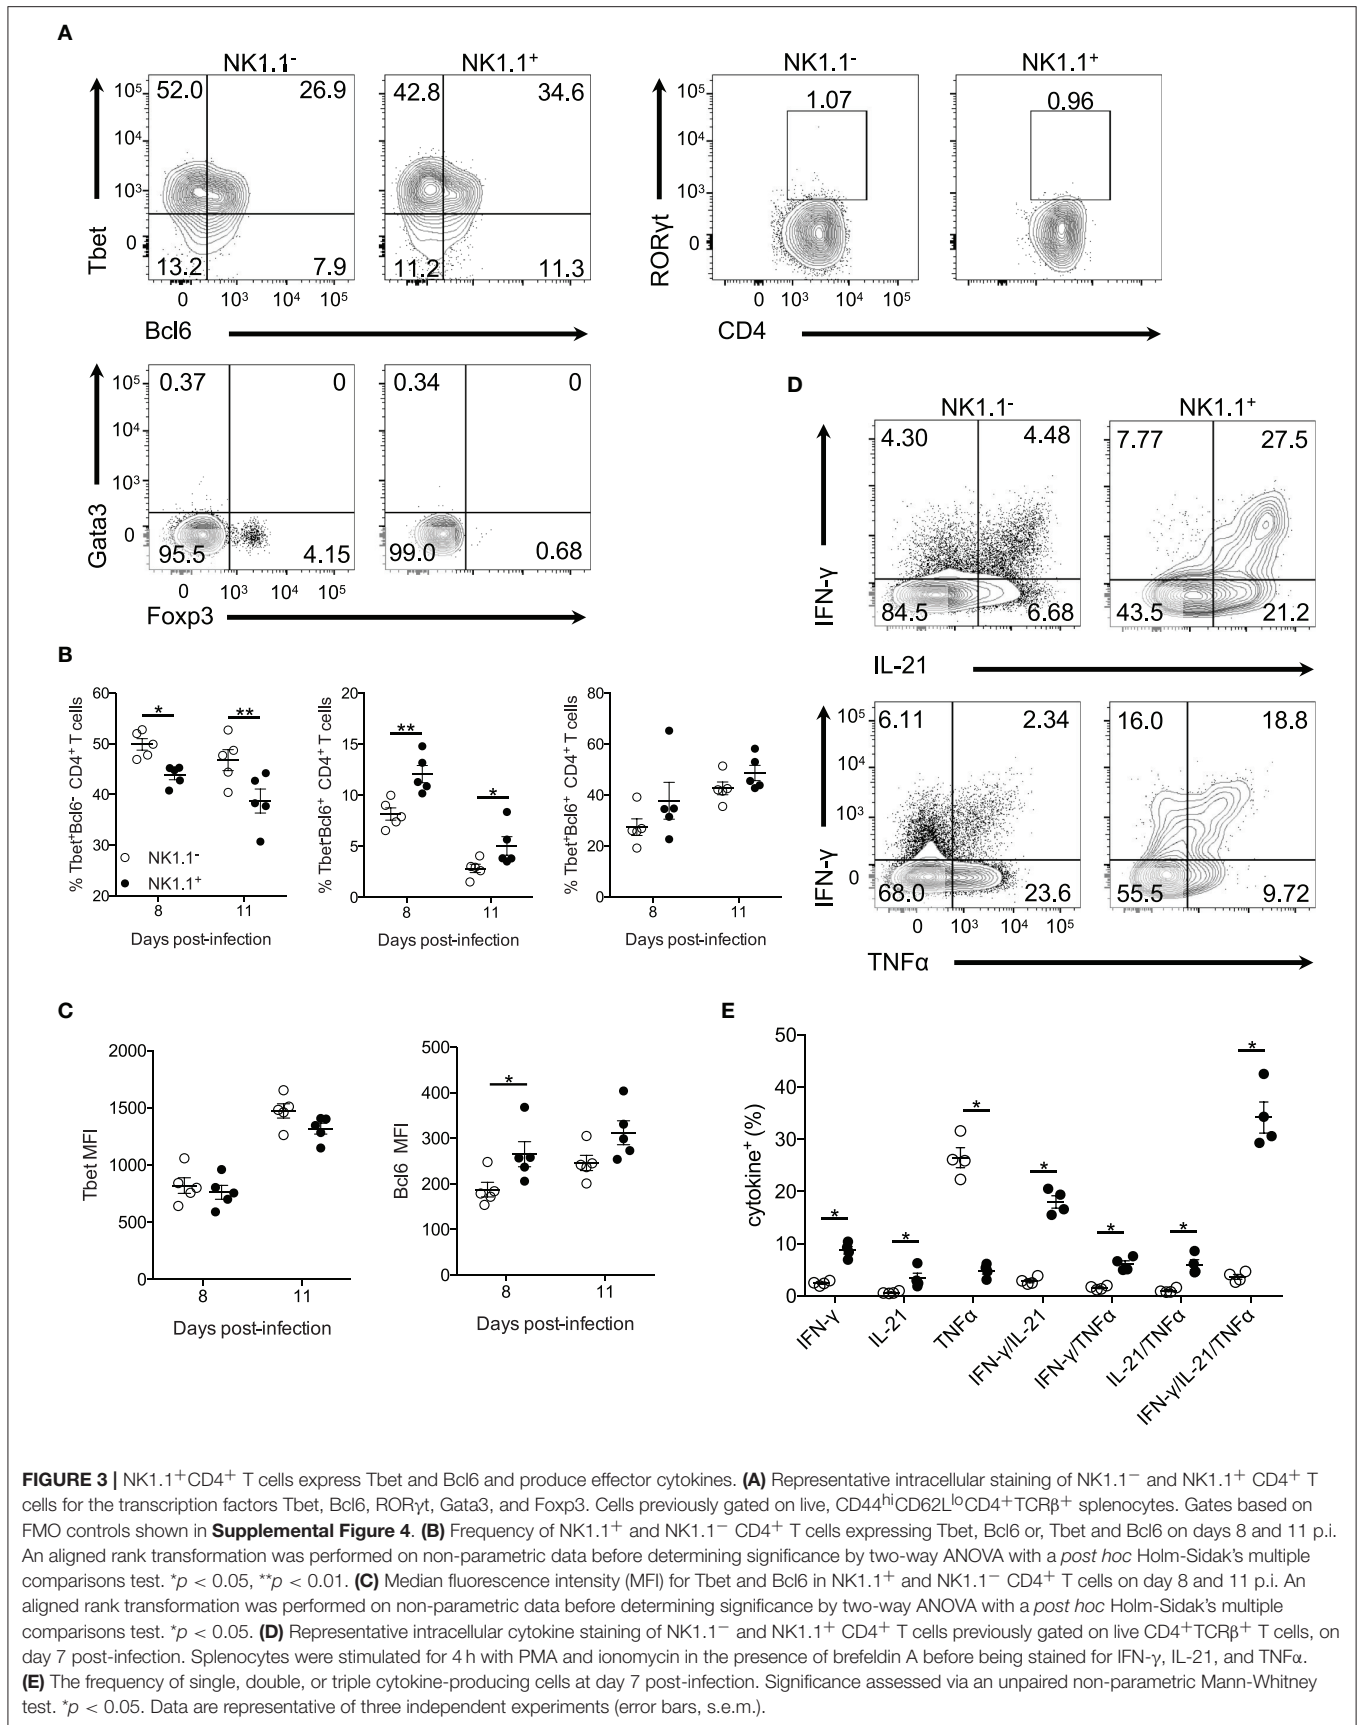 A
NK1.1-
NK1.1+
NK1.1-
NK1.1+
Tbet
10⁵
10⁴
10³
0
52.0
26.9
13.2
7.9
42.8
34.6
11.2
11.3
0 10³ 10⁴ 10⁵
Bcl6
RORγt
10⁵
10⁴
10³
0
1.07
0.96
0 10³ 10⁴ 10⁵
CD4
Gata3
10⁵
10⁴
10³
0
0.37
0
95.5
4.15
0.34
0
99.0
0.68
0 10³ 10⁴ 10⁵
Foxp3
D
NK1.1-
NK1.1+
IFN-γ
4.30
4.48
84.5
6.68
7.77
27.5
43.5
21.2
IL-21
IFN-γ
10⁵
10⁴
10³
0
6.11
2.34
68.0
23.6
16.0
18.8
55.5
9.72
0 10³ 10⁴ 10⁵
TNFα
B
% Tbet+Bcl6- CD4+ T cells
60
50
40
30
20
*
**
NK1.1-
NK1.1+
8 11
Days post-infection
% Tbet-Bcl6+ CD4+ T cells
20
15
10
5
0
**
*
8 11
Days post-infection
% Tbet+Bcl6+ CD4+ T cells
80
60
40
20
0
8 11
Days post-infection
C
Tbet MFI
2000
1500
1000
500
0
8 11
Days post-infection
Bcl6 MFI
500
400
300
200
100
0
*
8 11
Days post-infection
E
cytokine+ (%)
50
40
30
20
10
0
* * * * * * *
IFN-γ
IL-21
TNFα
IFN-γ/IL-21
IFN-γ/TNFα
IL-21/TNFα
IFN-γ/IL-21/TNFα
FIGURE 3 | NK1.1+CD4+ T cells express Tbet and Bcl6 and produce effector cytokines. (A) Representative intracellular staining of NK1.1− and NK1.1+ CD4+ T
cells for the transcription factors Tbet, Bcl6, RORγt, Gata3, and Foxp3. Cells previously gated on live, CD44hiCD62LloCD4+TCRβ+ splenocytes. Gates based on
FMO controls shown in Supplemental Figure 4. (B) Frequency of NK1.1+ and NK1.1− CD4+ T cells expressing Tbet, Bcl6 or, Tbet and Bcl6 on days 8 and 11 p.i.
An aligned rank transformation was performed on non-parametric data before determining significance by two-way ANOVA with a post hoc Holm-Sidak's multiple
comparisons test. *p < 0.05, **p < 0.01. (C) Median fluorescence intensity (MFI) for Tbet and Bcl6 in NK1.1+ and NK1.1− CD4+ T cells on day 8 and 11 p.i. An
aligned rank transformation was performed on non-parametric data before determining significance by two-way ANOVA with a post hoc Holm-Sidak's multiple
comparisons test. *p < 0.05. (D) Representative intracellular cytokine staining of NK1.1− and NK1.1+ CD4+ T cells previously gated on live CD4+TCRβ+ T cells, on
day 7 post-infection. Splenocytes were stimulated for 4 h with PMA and ionomycin in the presence of brefeldin A before being stained for IFN-γ, IL-21, and TNFα.
(E) The frequency of single, double, or triple cytokine-producing cells at day 7 post-infection. Significance assessed via an unpaired non-parametric Mann-Whitney
test. *p < 0.05. Data are representative of three independent experiments (error bars, s.e.m.).